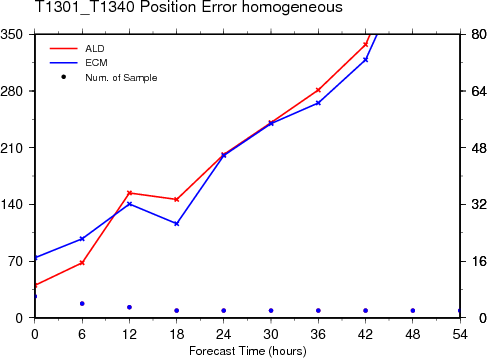 T1301_T1340 Position Error homogeneous
350
280
210
140
70
0
80
64
48
32
16
0
ALD
ECM
Num. of Sample
0 6 12 18 24 30 36 42 48 54
Forecast Time (hours)